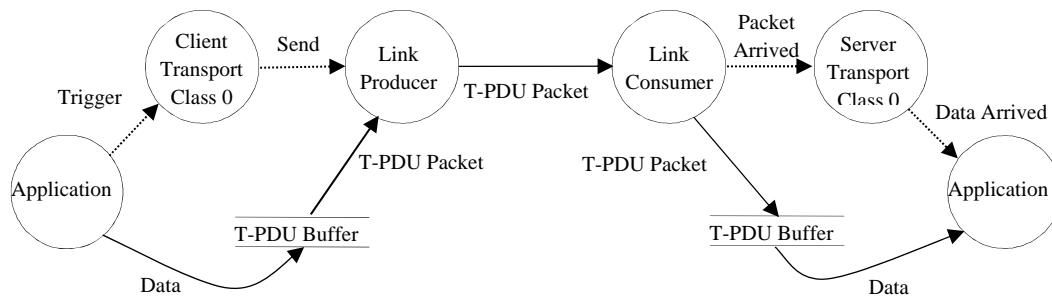 Client
Transport
Class 0
Send
Link
Producer
T-PDU Packet
Link
Consumer
Packet
Arrived
Server
Transport
Class 0
Trigger
Data Arrived
Application
T-PDU Packet
T-PDU Packet
Application
T-PDU Buffer
T-PDU Buffer
Data
Data